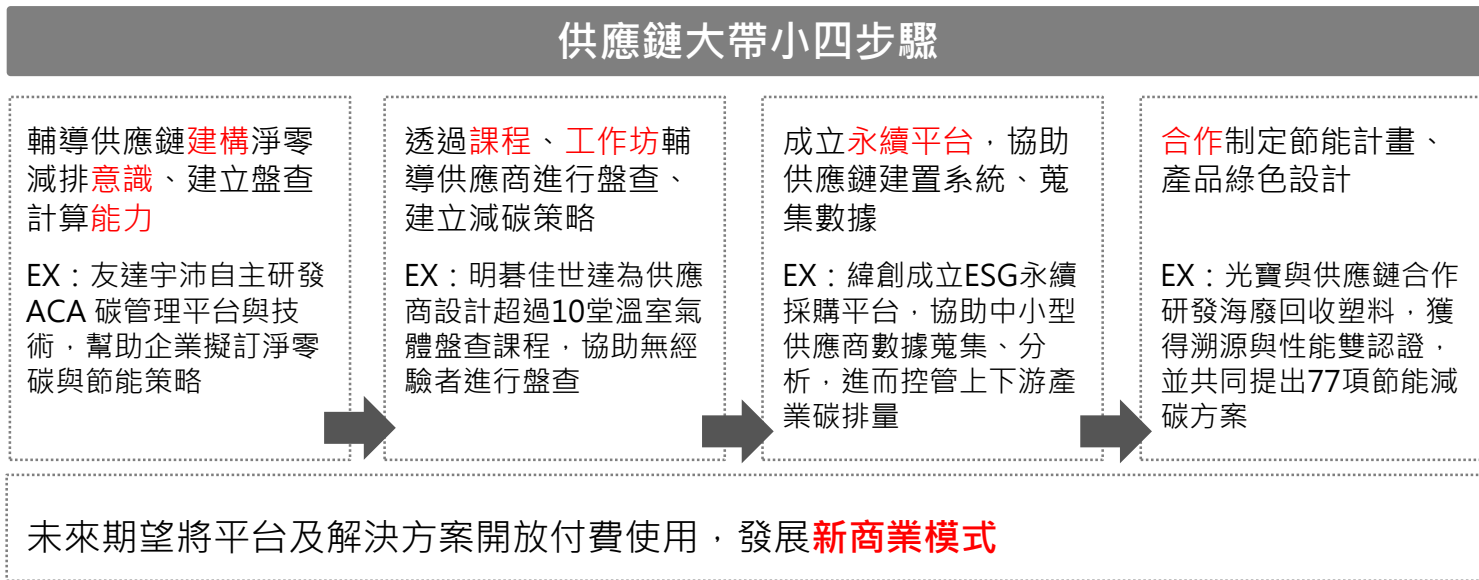 供應鏈大帶小四步驟
輔導供應鏈建構淨零
減排意識、建立盤查
計算能力
EX：友達宇沛自主研發
ACA 碳管理平台與技
術，幫助企業擬訂淨零
碳與節能策略
透過課程、工作坊輔
導供應商進行盤查、
建立減碳策略
EX：明碁佳世達為供應
商設計超過10堂溫室氣
體盤查課程，協助無經
驗者進行盤查
成立永續平台，協助
供應鏈建置系統、蒐
集數據
EX：緯創成立ESG永續
採購平台，協助中小型
供應商數據蒐集、分
析，進而控管上下游產
業碳排量
合作制定節能計畫、
產品綠色設計
EX：光寶與供應鏈合作
研發海廢回收塑料，獲
得溯源與性能雙認證，
並共同提出77項節能減
碳方案
未來期望將平台及解決方案開放付費使用，發展新商業模式